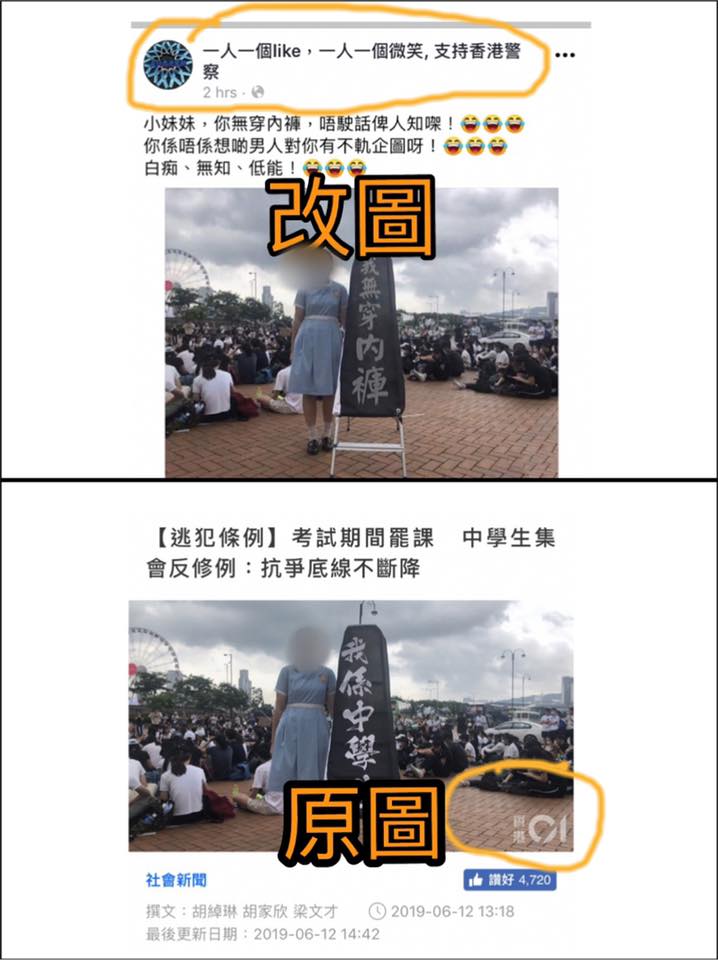 一人一個like，一人一個微笑, 支持香港警
察
2 hrs
小妹妹，你無穿內褲，唔駛話俾人知㗎！😂😂😂
你係唔係想啲男人對你有不軌企圖呀！😂😂😂
白痴、無知、低能！😂😂😂
改圖
我無穿內褲
【逃犯條例】考試期間罷課　中學生集
會反修例：抗爭底線不斷降
我係中學
原圖
香港01
社會新聞
讚好 4,720
撰文：胡綽琳 胡家欣 梁文才
2019-06-12 13:18
最後更新日期：2019-06-12 14:42